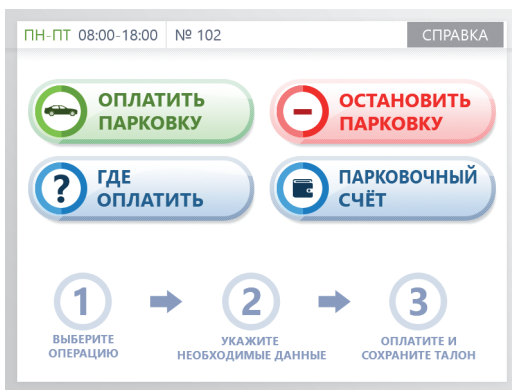 ПН-ПТ 08:00-18:00 № 102 СПРАВКА
ОПЛАТИТЬ
ПАРКОВКУ
ОСТАНОВИТЬ
ПАРКОВКУ
?
ГДЕ
ОПЛАТИТЬ
ПАРКОВОЧНЫЙ
СЧЁТ
1
2
3
ВЫБЕРИТЕ
ОПЕРАЦИЮ
УКАЖИТЕ
НЕОБХОДИМЫЕ ДАННЫЕ
ОПЛАТИТЕ И
СОХРАНИТЕ ТАЛОН